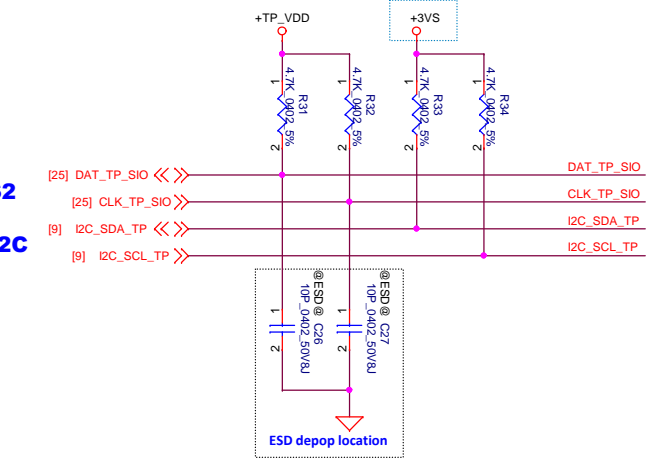 +TP_VDD
+3VS
1
4.7K_0402_5%
R31
2
1
4.7K_0402_5%
R32
2
1
4.7K_0402_5%
R33
2
1
4.7K_0402_5%
R34
2
[25] DAT_TP_SIO
DAT_TP_SIO
S2
[25] CLK_TP_SIO
CLK_TP_SIO
[9] I2C_SDA_TP
I2C_SDA_TP
2C
[9] I2C_SCL_TP
I2C_SCL_TP
@ESD@ C26
10P_0402_50V8J
1
2
@ESD@ C27
10P_0402_50V8J
1
2
ESD depop location